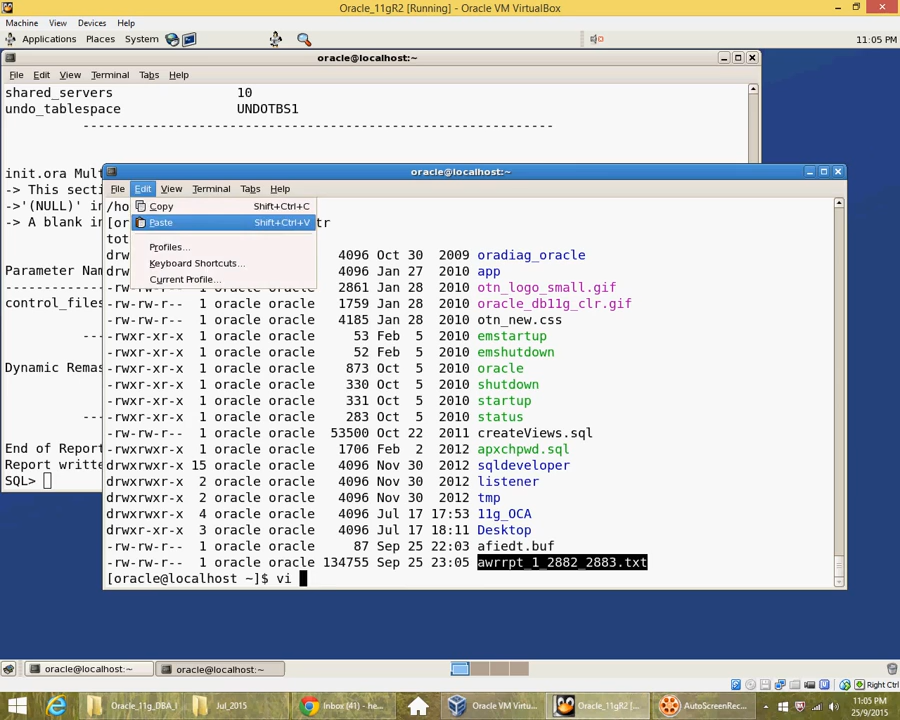 Oracle_11gR2 [Running] - Oracle VM VirtualBox
Machine View Devices Help
Applications Places System 11:05 PM
oracle@localhost:~
File Edit View Terminal Tabs Help
shared_servers 10
undo_tablespace UNDOTBS1
-------------------------------------------------------------
init.ora Mul
-> This secti
->'(NULL)' in
-> A blank in
Parameter Nam
-------------
control_files
---
Dynamic Remas
---
End of Report
Report writte
SQL>
oracle@localhost:~
File Edit View Terminal Tabs Help
Copy Shift+Ctrl+C
Paste Shift+Ctrl+V
Profiles...
Keyboard Shortcuts...
Current Profile...
/ho
[or tr
tot
drw 4096 Oct 30 2009 oradiag_oracle
drw 4096 Jan 27 2010 app
-rw 2861 Jan 28 2010 otn_logo_small.gif
-rw-rw-r-- 1 oracle oracle 1759 Jan 28 2010 oracle_db11g_clr.gif
-rw-rw-r-- 1 oracle oracle 4185 Jan 28 2010 otn_new.css
-rwxr-xr-x 1 oracle oracle 53 Feb 5 2010 emstartup
-rwxr-xr-x 1 oracle oracle 52 Feb 5 2010 emshutdown
-rwxr-xr-x 1 oracle oracle 873 Oct 5 2010 oracle
-rwxr-xr-x 1 oracle oracle 330 Oct 5 2010 shutdown
-rwxr-xr-x 1 oracle oracle 331 Oct 5 2010 startup
-rwxr-xr-x 1 oracle oracle 283 Oct 5 2010 status
-rw-rw-r-- 1 oracle oracle 53500 Oct 22 2011 createViews.sql
-rwxr-xr-x 1 oracle oracle 1706 Feb 2 2012 apxchpwd.sql
drwxrwxr-x 15 oracle oracle 4096 Nov 30 2012 sqldeveloper
drwxrwxr-x 2 oracle oracle 4096 Nov 30 2012 listener
drwxrwxr-x 2 oracle oracle 4096 Nov 30 2012 tmp
drwxrwxr-x 4 oracle oracle 4096 Jul 17 17:53 11g_OCA
drwxr-xr-x 3 oracle oracle 4096 Jul 17 18:11 Desktop
-rw-rw-r-- 1 oracle oracle 87 Sep 25 22:03 afiedt.buf
-rw-rw-r-- 1 oracle oracle 134755 Sep 25 23:05 awrrpt_1_2882_2883.txt
[oracle@localhost ~]$ vi
oracle@localhost:~ oracle@localhost:~
Right Ctrl
Oracle_11g_DBA_I Jul_2015 Inbox (41) - he... Oracle VM Virtu... Oracle_11gR2 [... AutoScreenRec...
11:05 PM
25/9/2015